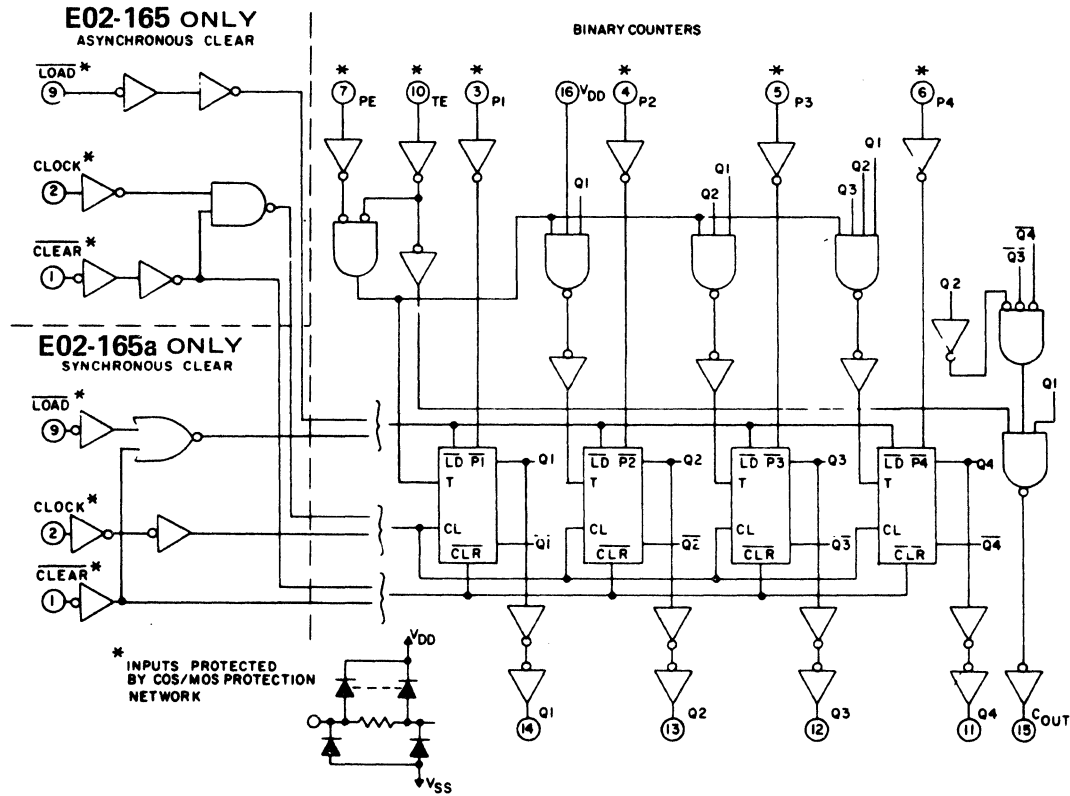 E02-165 ONLY
ASYNCHRONOUS CLEAR
BINARY COUNTERS
LOAD *
9
CLOCK *
2
CLEAR *
1
* 7 PE
* 10 TE
* 3 P1
16 VDD
* 4 P2
* 5 P3
* 6 P4
Q1
Q2 Q1
Q3 Q2 Q1
Q2 Q3 Q4
Q1
E02-165a ONLY
SYNCHRONOUS CLEAR
LOAD *
9
CLOCK *
2
CLEAR *
1
LD P1 Q1
T
CL
CLR Q1
LD P2 Q2
CLR Q2
LD P3 Q3
T
CL
CLR Q3
LD P4 Q4
T
CL
CLR Q4
* INPUTS PROTECTED
BY COS/MOS PROTECTION
NETWORK
VDD
VSS
Q1
14
Q2
13
Q3
12
Q4
11
COUT
15